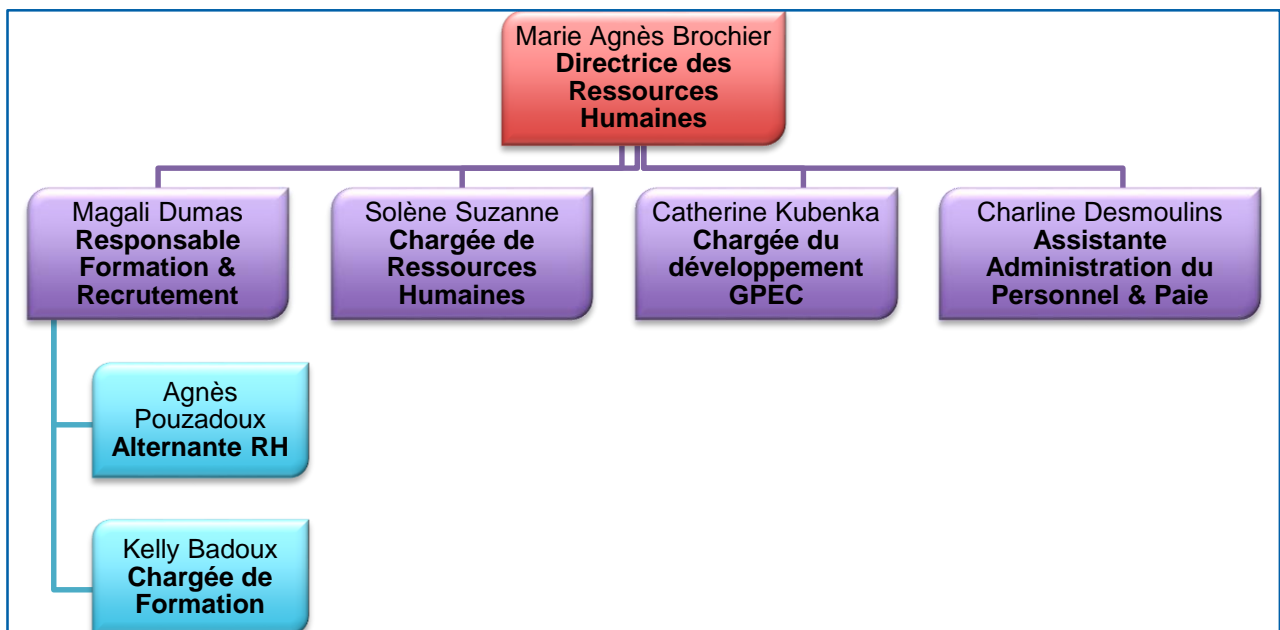 Marie Agnès Brochier
Directrice des
Ressources
Humaines
Magali Dumas
Responsable
Formation &
Recrutement
Solène Suzanne
Chargée de
Ressources
Humaines
Catherine Kubenka
Chargée du
développement
GPEC
Charline Desmoulins
Assistante
Administration du
Personnel & Paie
Agnès
Pouzadoux
Alternante RH
Kelly Badoux
Chargée de
Formation